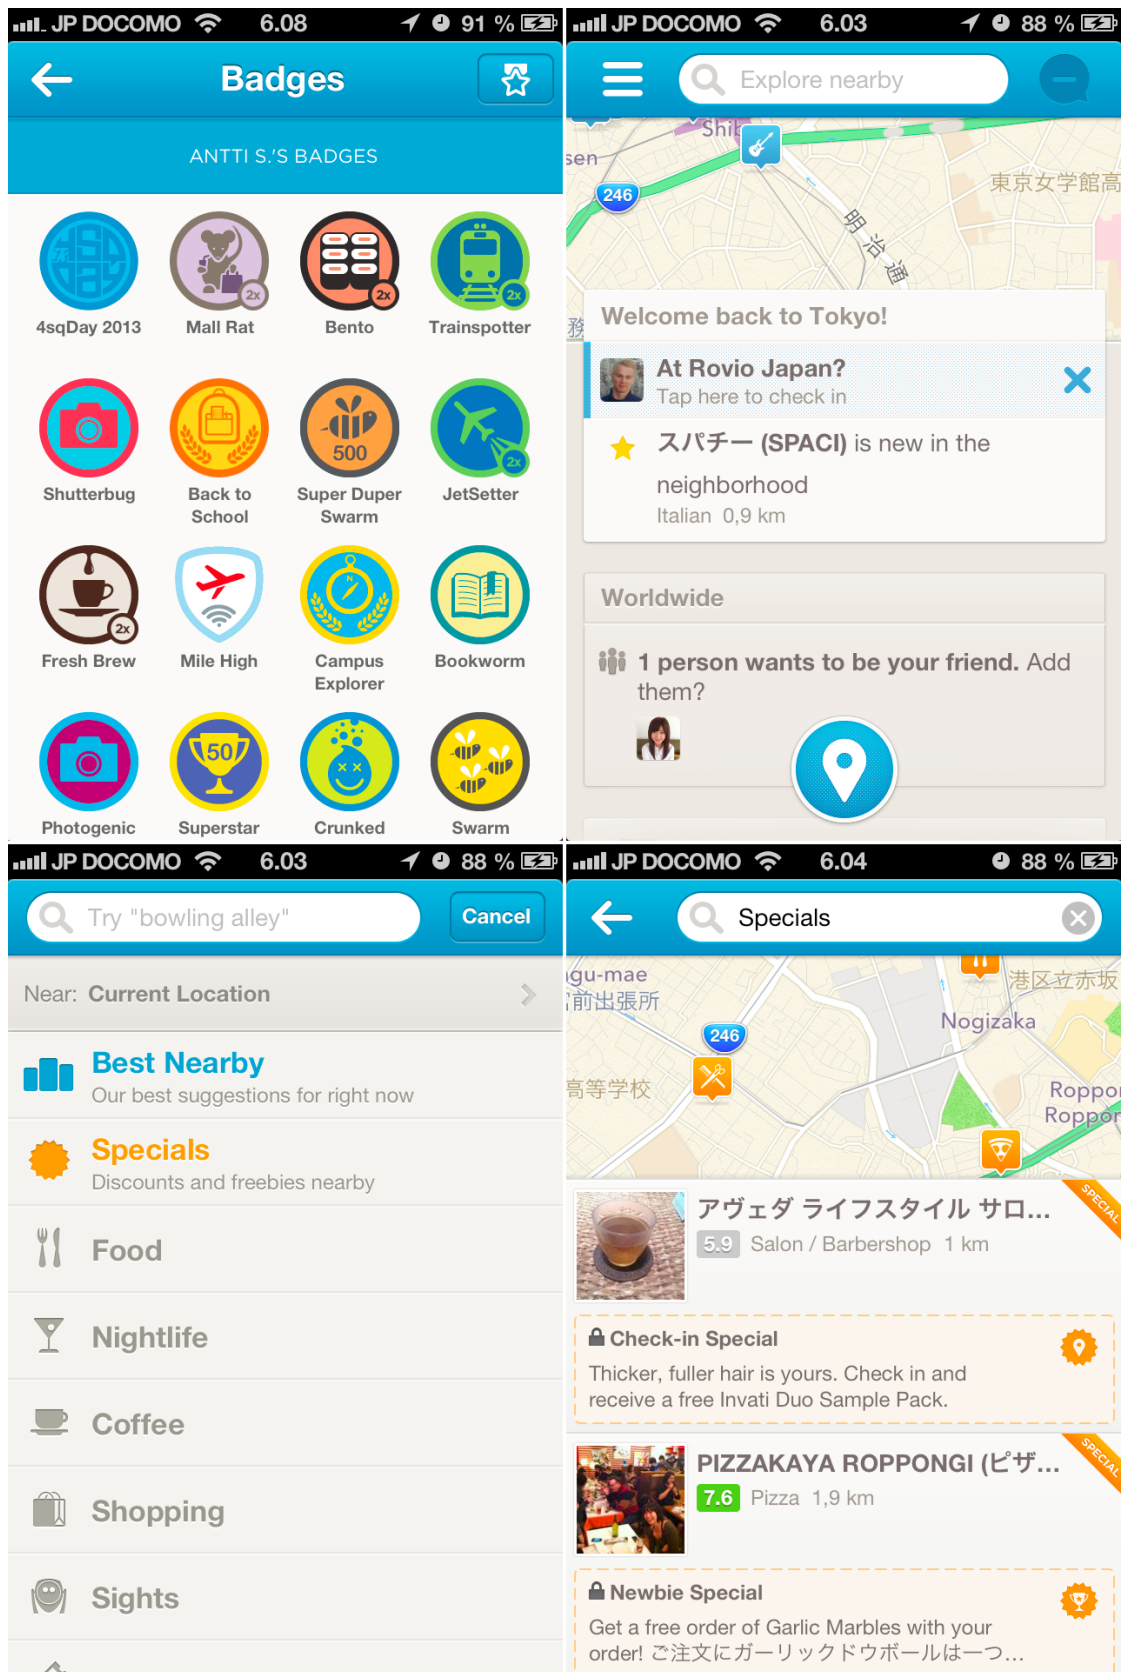 JP DOCOMO 6.08 91 %
Badges
ANTTI S.'S BADGES
4sqDay 2013
Mall Rat
2x
Bento
2x
Trainspotter
2x
Shutterbug
Back to
School
500
Super Duper
Swarm
JetSetter
2x
Fresh Brew
2x
Mile High
N
Campus
Explorer
Bookworm
Photogenic
50
Superstar
Crunked
Swarm
JP DOCOMO 6.03 88 %
Explore nearby
Shib
sen
246
東京女学館高
明治通
務
Welcome back to Tokyo!
At Rovio Japan?
Tap here to check in
スパチー (SPACI) is new in the
neighborhood
Italian 0,9 km
Worldwide
1 person wants to be your friend. Add
them?
JP DOCOMO 6.03 88 %
Try "bowling alley"
Cancel
Near: Current Location
Best Nearby
Our best suggestions for right now
Specials
Discounts and freebies nearby
Food
Nightlife
Coffee
Shopping
Sights
JP DOCOMO 6.04 88 %
Specials
gu-mae
前出張所
港区立赤坂
Nogizaka
246
高等学校
Roppo
Roppor
アヴェダ ライフスタイル サロ...
SPECIAL
5.9 Salon / Barbershop 1 km
Check-in Special
Thicker, fuller hair is yours. Check in and
receive a free Invati Duo Sample Pack.
PIZZAKAYA ROPPONGI (ピザ...
SPECIAL
7.6 Pizza 1,9 km
Newbie Special
Get a free order of Garlic Marbles with your
order! ご注文にガーリックドウボールは一つ...